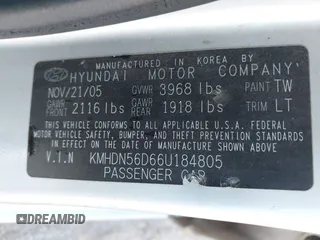 MANUFACTURED IN KOREA BY
HYUNDAI MOTOR COMPANY
NOV/21/05 GVWR 3968 lbs PAINT TW
GAWR FRONT 2116 lbs GAWR REAR 1918 lbs TRIM LT
THIS VEHICLE CONFORMS TO ALL APPLICABLE
FEDERAL MOTOR VEHICLE
SAFETY, BUMPER, AND THEFT PREVENTION STANDARDS
IN EFFECT ON THE DATE OF MANUFACTURE
SHOWN ABOVE.
V.I.N KMHDN56D66U184805
PASSENGER CAR
DREAMBID
DREAMBID.COM